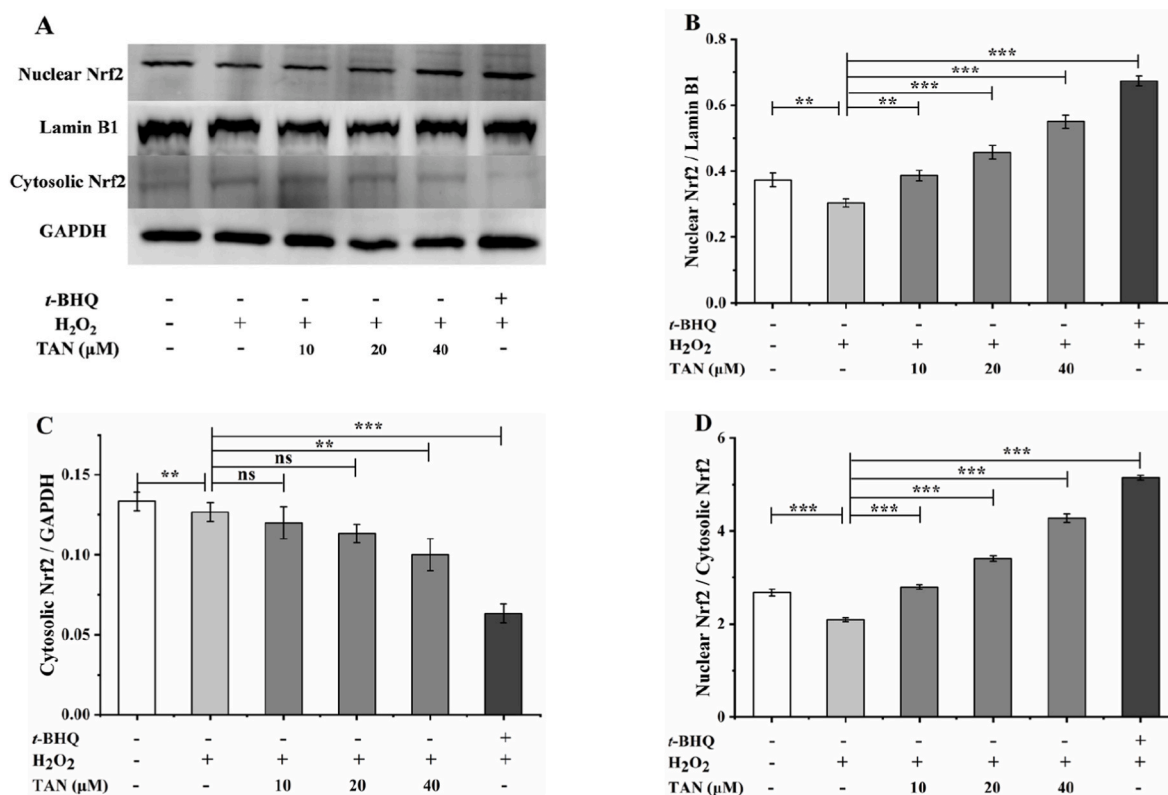 A
Nuclear Nrf2
Lamin B1
Cytosolic Nrf2
GAPDH
t-BHQ - - - - - +
H₂O₂ - + + + + +
TAN (μM) - - 10 20 40 -
B
Nuclear Nrf2 / Lamin B1
0.8
0.6
0.4
0.2
0.0
***
***
***
** **
t-BHQ - - - - - +
H₂O₂ - + + + + +
TAN (μM) - - 10 20 40 -
C
Cytosolic Nrf2 / GAPDH
0.15
0.10
0.05
0.00
***
**
ns
** ns
t-BHQ - - - - - +
H₂O₂ - + + + + +
TAN (μM) - - 10 20 40 -
D
Nuclear Nrf2 / Cytosolic Nrf2
6
4
2
0
***
***
***
*** ***
t-BHQ - - - - - +
H₂O₂ - + + + + +
TAN (μM) - - 10 20 40 -